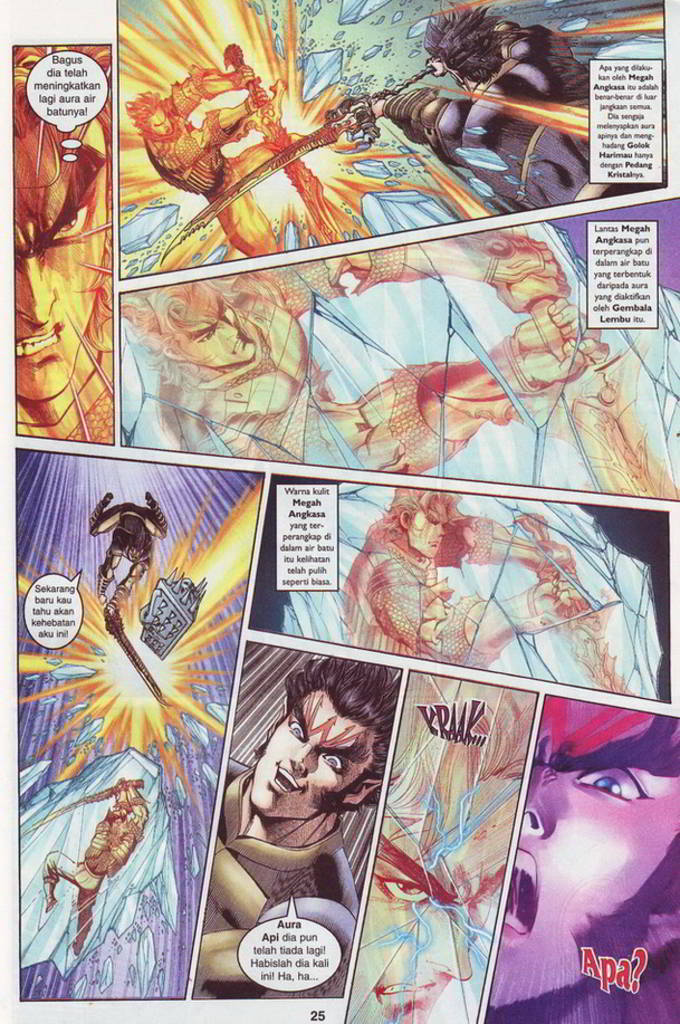 Bagus
dia telah
meningkatkan
lagi aura air
batunya!
Apa yang dilaku-
kan oleh Megah
Angkasa itu adalah
benar-benar di luar
jangkaan semua.
Dia sengaja
melenyapkan aura
apinya dan meng-
hadang Golok
Harimau hanya
dengan Pedang
Kristalnya.
Lantas Megah
Angkasa pun
terperangkap di
dalam air batu
yang terbentuk
daripada aura
yang diaktifkan
oleh Gembala
Lembu itu.
Warna kulit
Megah
Angkasa
yang ter-
perangkap di
dalam air batu
itu kelihatan
telah pulih
seperti biasa.
Sekarang
baru kau
tahu akan
kehebatan
aku ini!
Aura
Api dia pun
telah tiada lagi!
Habislah dia kali
ini! Ha, ha...
KRAAK...
Apa?
25